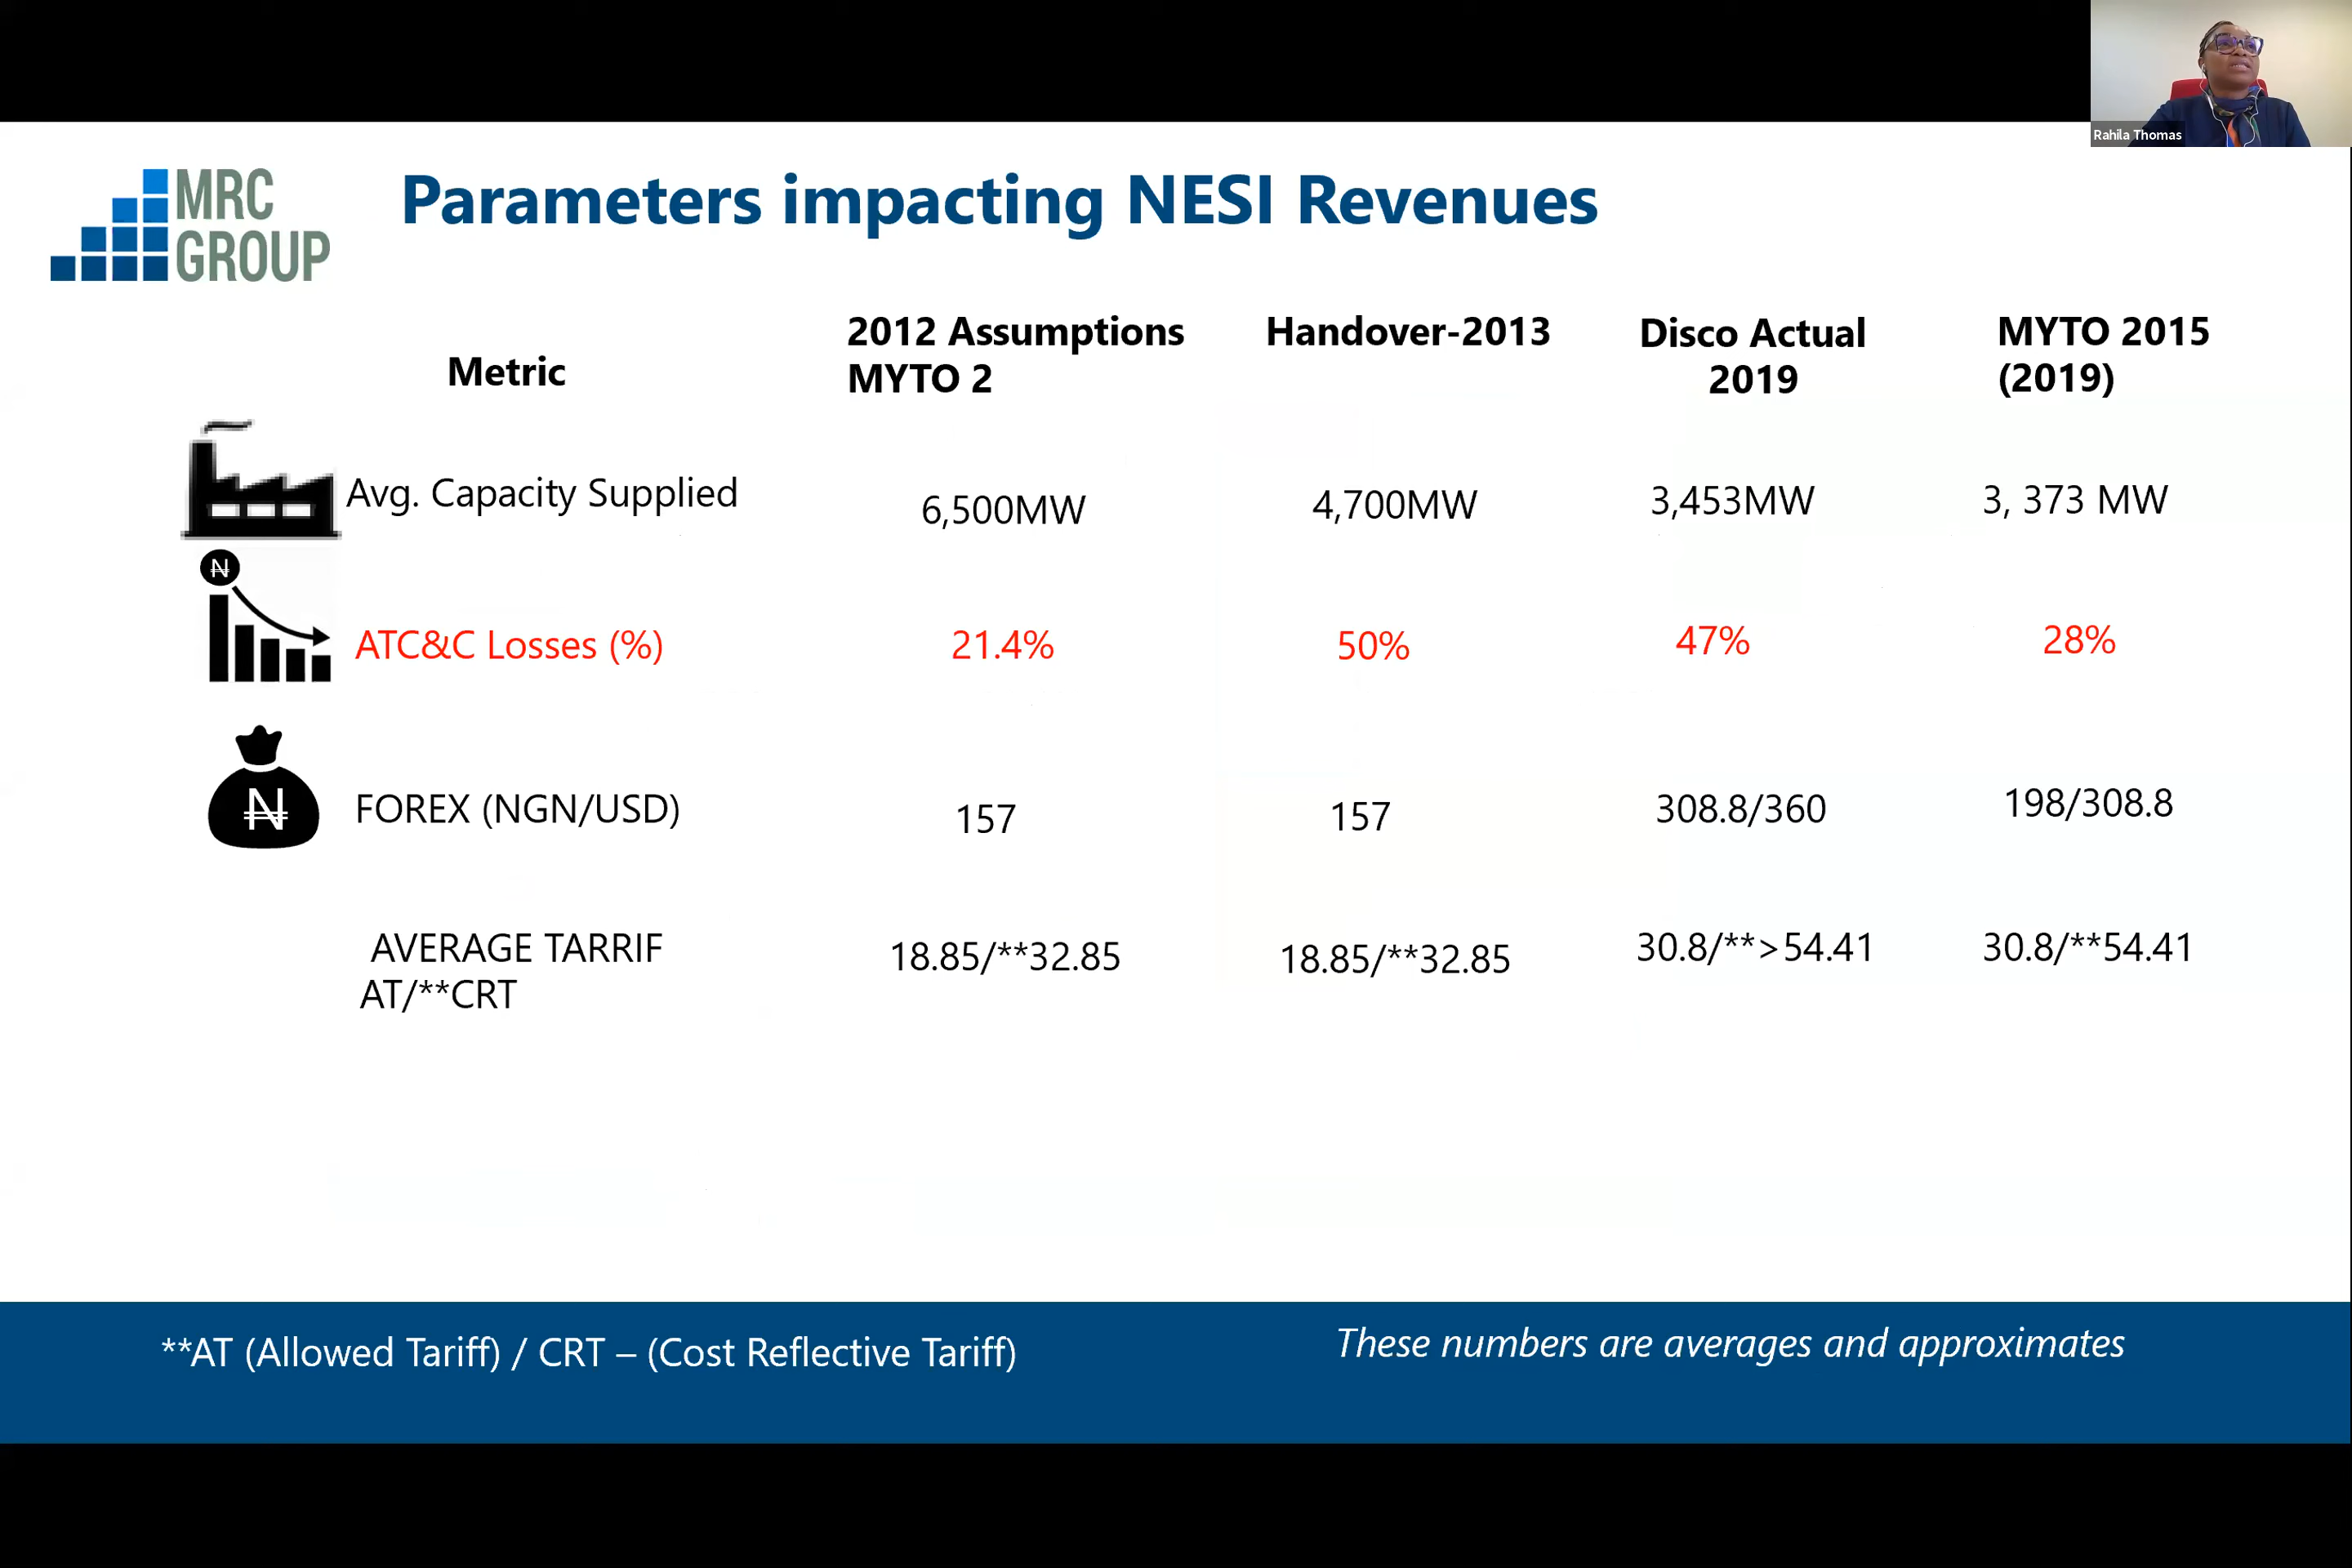 Rahila Thomas
MRC
GROUP
Parameters impacting NESI Revenues
Metric
2012 Assumptions
MYTO 2
Handover-2013
Disco Actual
2019
MYTO 2015
(2019)
Avg. Capacity Supplied
6,500MW
4,700MW
3,453MW
3, 373 MW
₦
ATC&C Losses (%)
21.4%
50%
47%
28%
₦
FOREX (NGN/USD)
157
157
308.8/360
198/308.8
AVERAGE TARRIF
AT/**CRT
18.85/**32.85
18.85/**32.85
30.8/**>54.41
30.8/**54.41
**AT (Allowed Tariff) / CRT – (Cost Reflective Tariff)
These numbers are averages and approximates